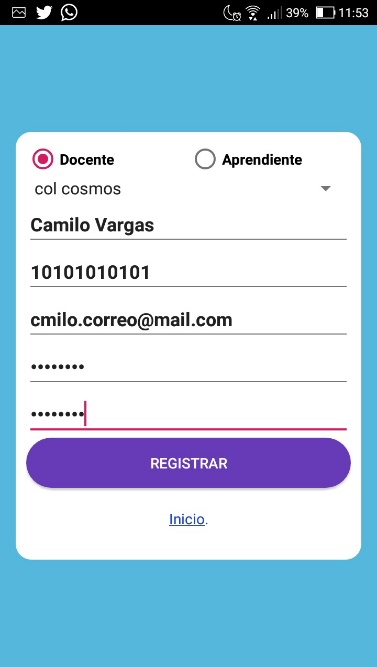 39% 11:53
Docente Aprendiente
col cosmos
Camilo Vargas
10101010101
cmilo.correo@mail.com
••••••••
••••••••
REGISTRAR
Inicio.